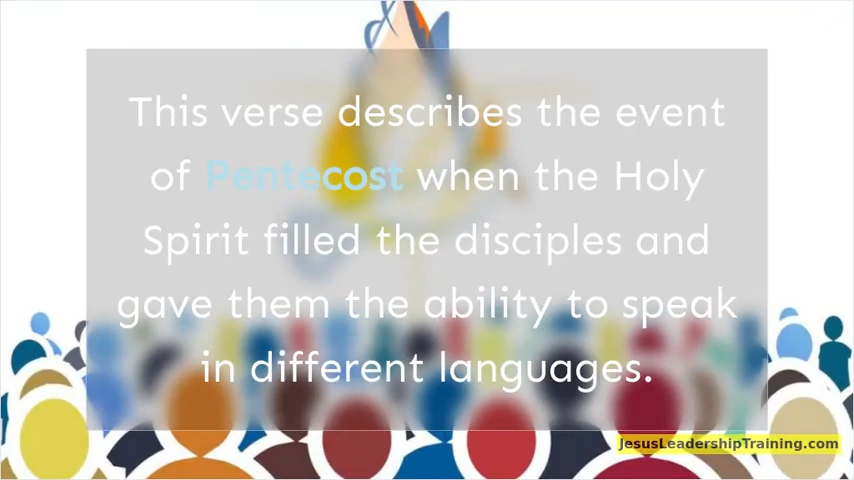 This verse describes the event
of Pentecost when the Holy
Spirit filled the disciples and
gave them the ability to speak
in different languages.
JesusLeadershipTraining.com